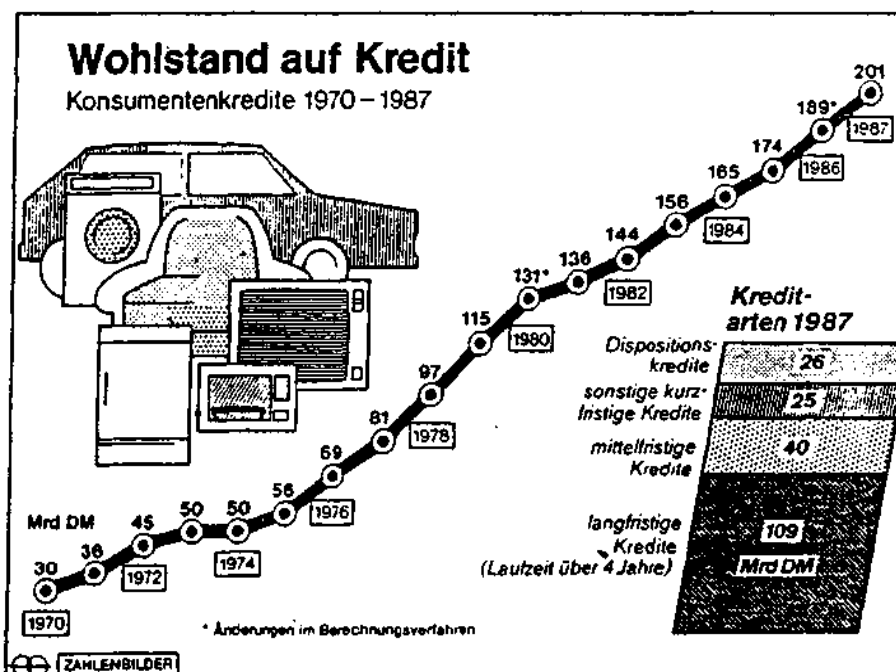 Wohlstand auf Kredit
Konsumentenkredite 1970–1987
Mrd DM
30
36
45
50
50
56
69
81
97
115
131*
136
144
156
165
174
189*
201
1970
1972
1974
1976
1978
1980
1982
1984
1986
1987
Kredit-
arten 1987
Dispositions-
kredite
26
sonstige kurz-
fristige Kredite
25
mittelfristige
Kredite
40
langfristige
Kredite
(Laufzeit über 4 Jahre)
109
Mrd DM
* Änderungen im Berechnungsverfahren
ZAHLENBILDER